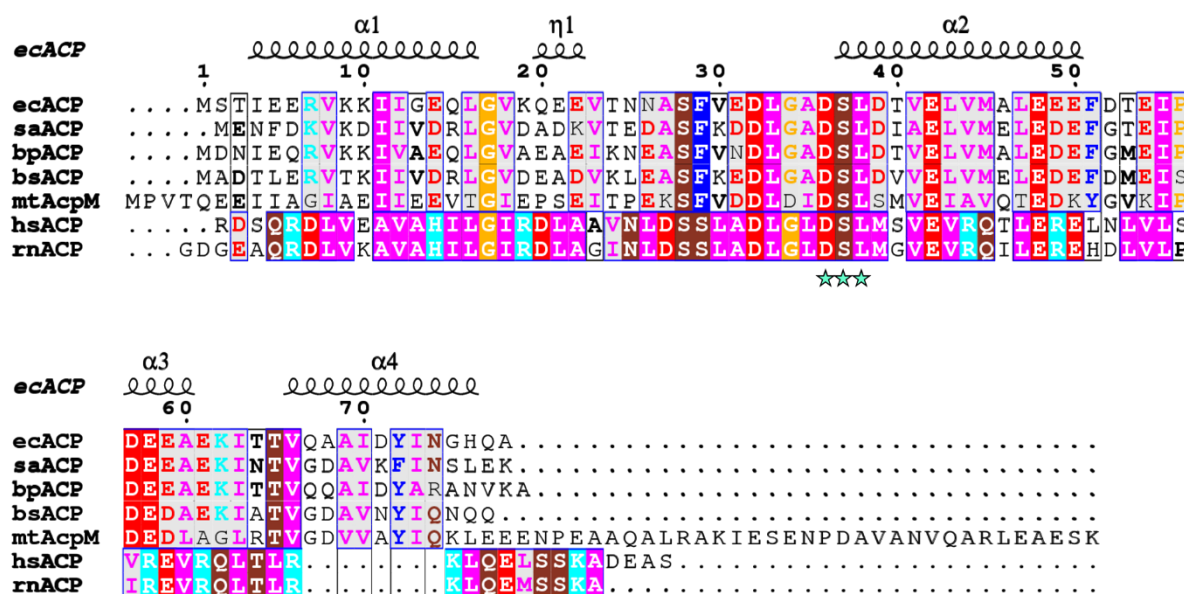 α1 η1 α2
ecACP
1 10 20 30 40 50
ecACP ....MSTIEERVKKIIGEQLGVKQEEVTNNASFVEDLGADSLDTVELVMALEEEFDTEIP
saACP .....MENFDKVKDIIVDRLGVDADKVTEDASFKDDLGADSLDIAELVMELEDEFGTEIP
bpACP ....MDNIEQRVKKIVAEQLGVAEAEIKNEASFVNDLGADSLDTVELVMALEDEFGMEIP
bsACP ....MADTLERVTKIIVDRLGVDEADVKLEASFKEDLGADSLDVVELVMELEDEFDMEIS
mtAcpM MPVTQEEIIAGIAEIIEEVTGIEPSEITPEKSFVDDLDIDSLSMVEIAVQTEDKYGVKIP
hsACP .....RDSQRDLVEAVAHILGIRDLAAVNLDSSLADLGLDSLMSVEVRQTLERELNLVLS
rnACP ...GDGEAQRDLVKAVAHILGIRDLAGINLDSSLADLGLDSLMGVEVRQILEREHDLVLP
α3 α4
ecACP
60 70
ecACP DEEAEKITTVQAAIDYINGHQA.................................
saACP DEEAEKINTVGDAVKFINSLEK.................................
bpACP DEEAEKITTVQQAIDYARANVKA................................
bsACP DEDAEKIATVGDAVNYIQNQQ..................................
mtAcpM DEDLAGLRTVGDVVAYIQKLEEENPEAAQALRAKIESENPDAVANVQARLEAESK
hsACP VREVRQLTLR........KLQELSSKADEAS........................
rnACP IREVRQLTLR........KLQEMSSKA............................